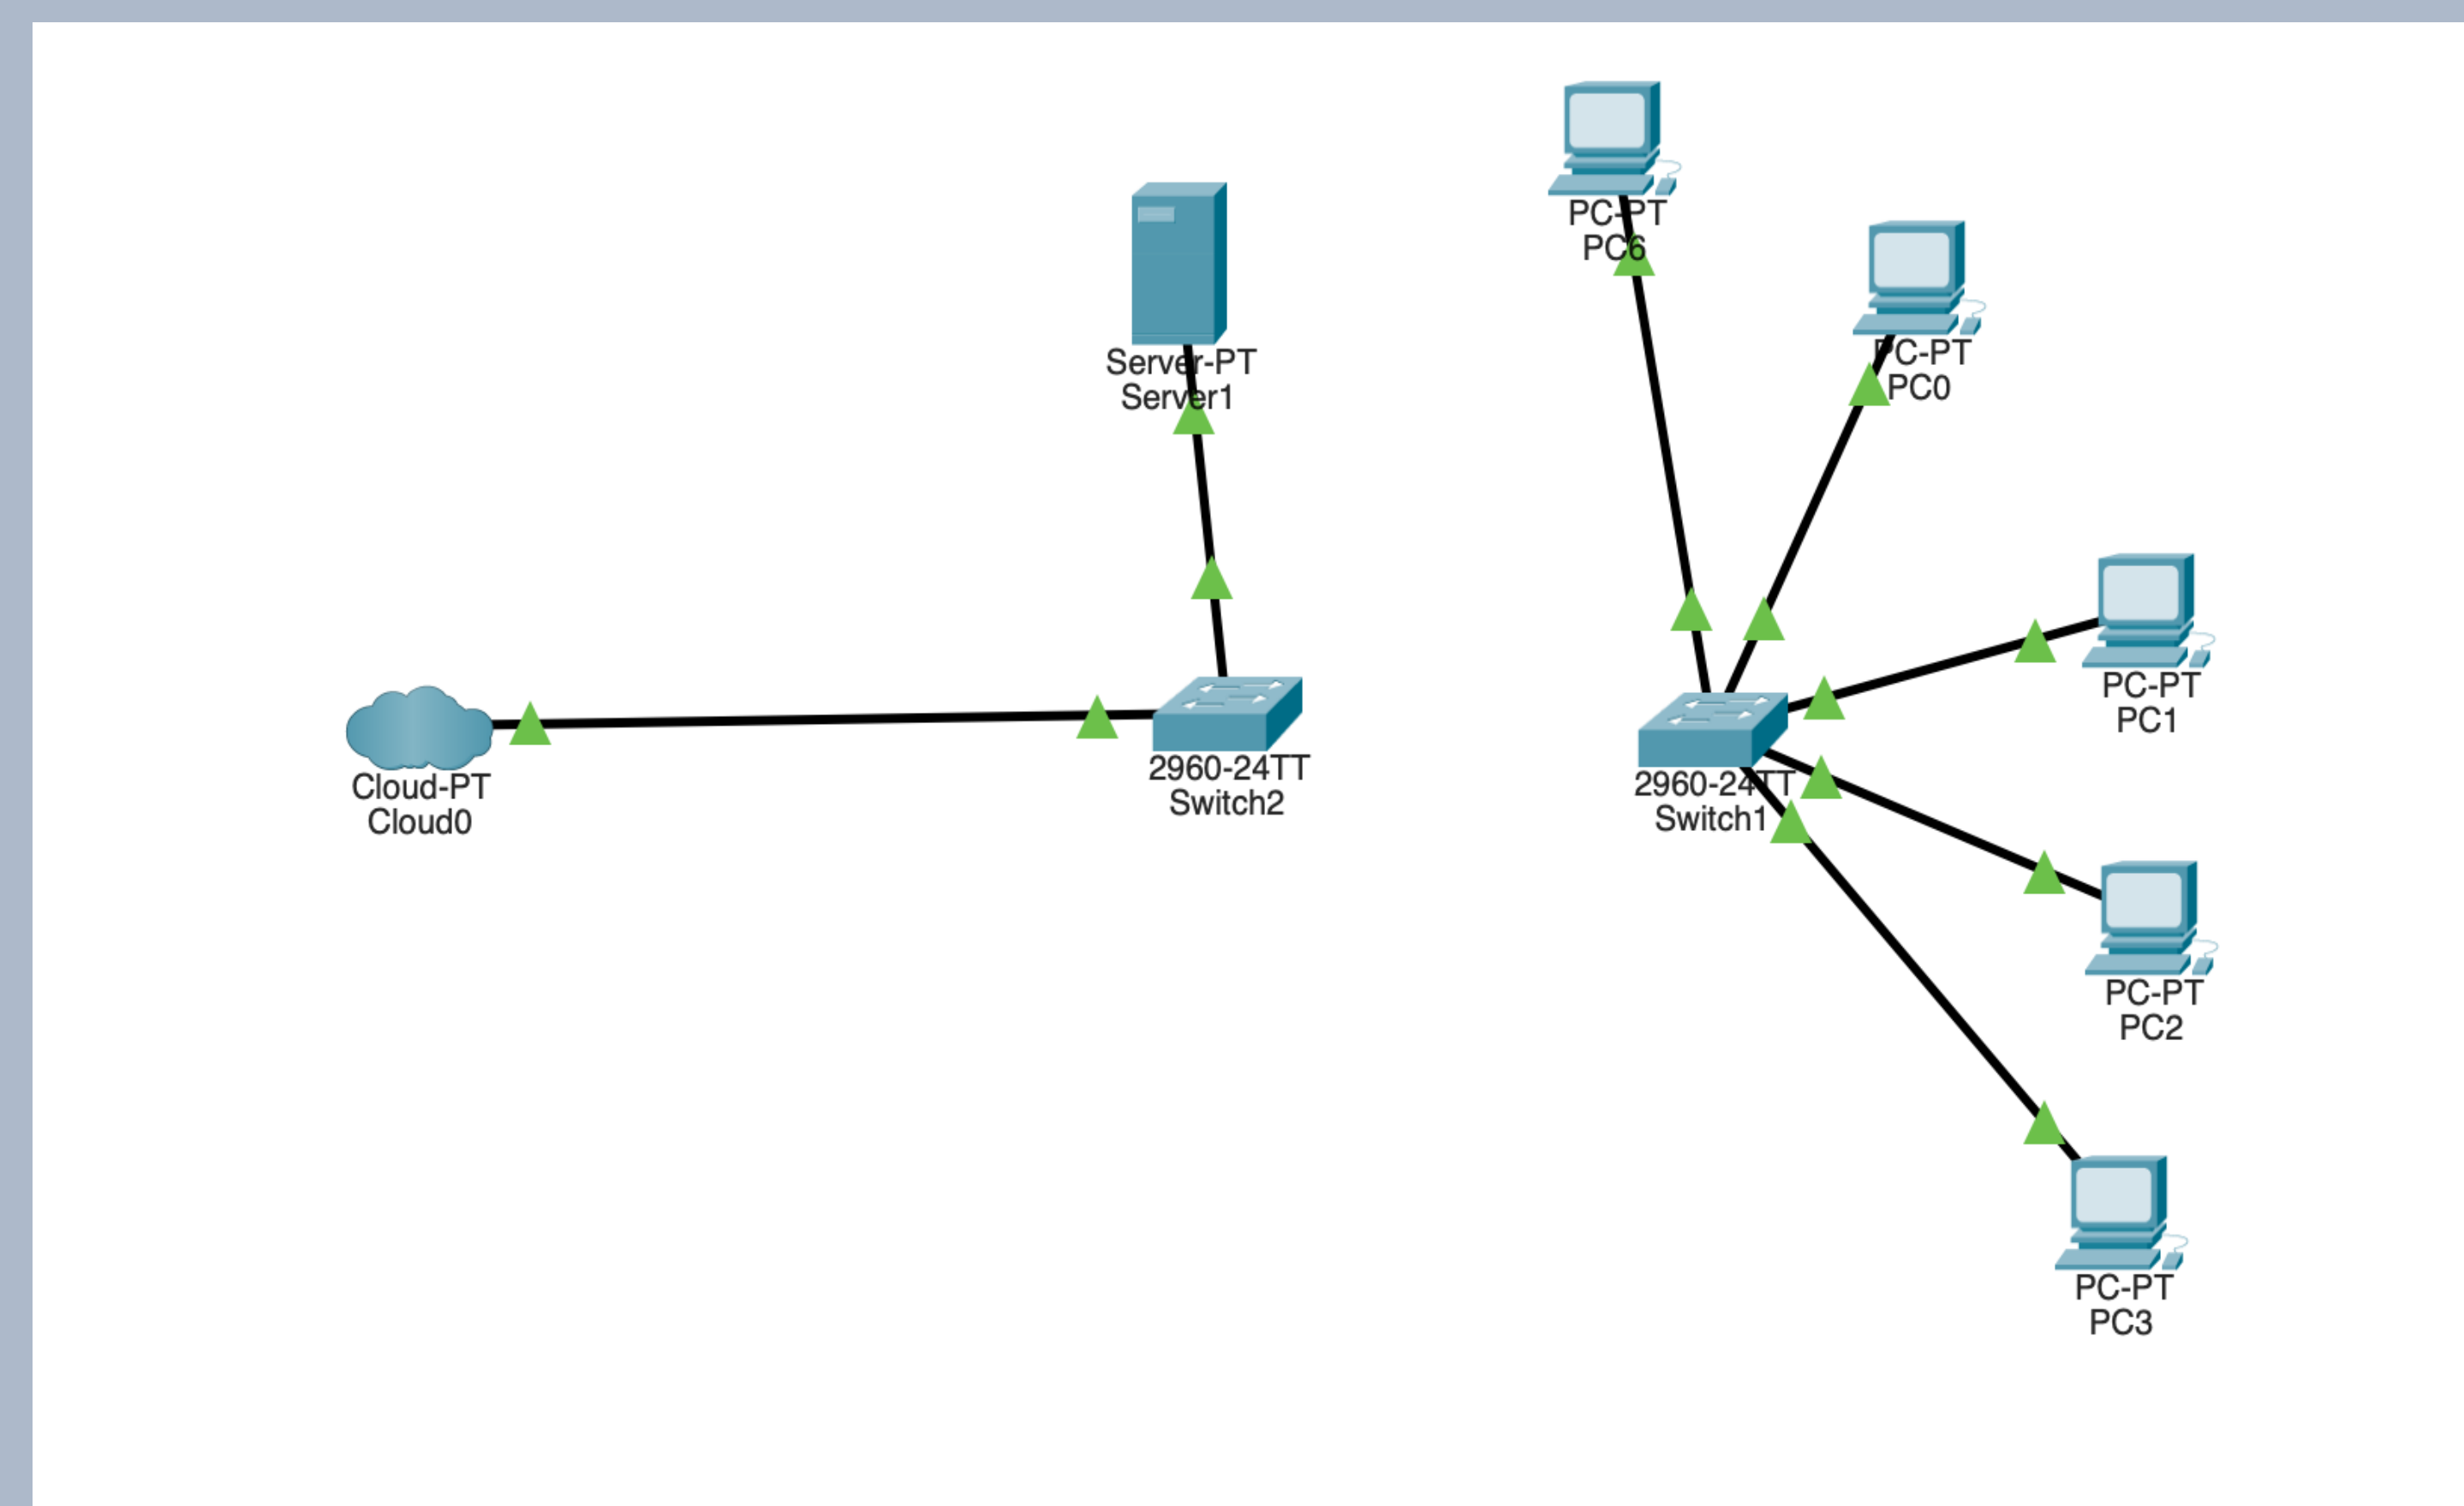 PC-PT
PC6
PC-PT
PC0
Server-PT
Server1
PC-PT
PC1
Cloud-PT
Cloud0
2960-24TT
Switch2
2960-24TT
Switch1
PC-PT
PC2
PC-PT
PC3